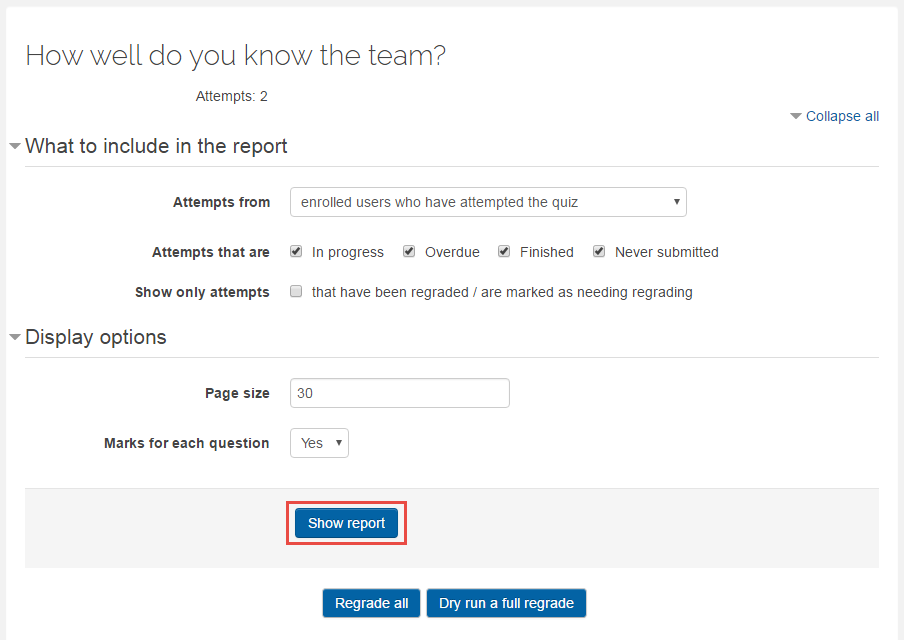 How well do you know the team?
Attempts: 2
Collapse all
What to include in the report
Attempts from enrolled users who have attempted the quiz
Attempts that are In progress Overdue Finished Never submitted
Show only attempts that have been regraded / are marked as needing regrading
Display options
Page size 30
Marks for each question Yes
Show report
Regrade all Dry run a full regrade